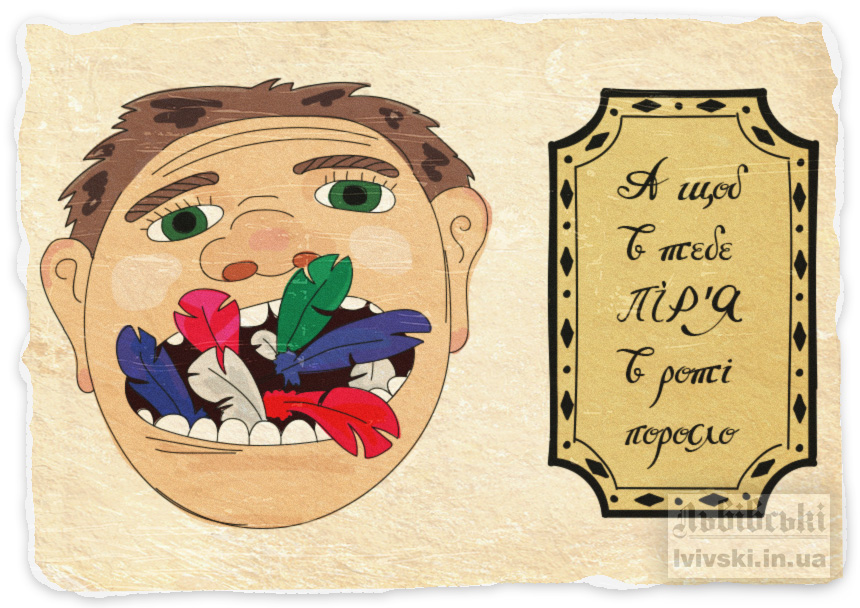 А щоб
в тебе
пір'я
в роті
поросло
Львівські
lvivski.in.ua